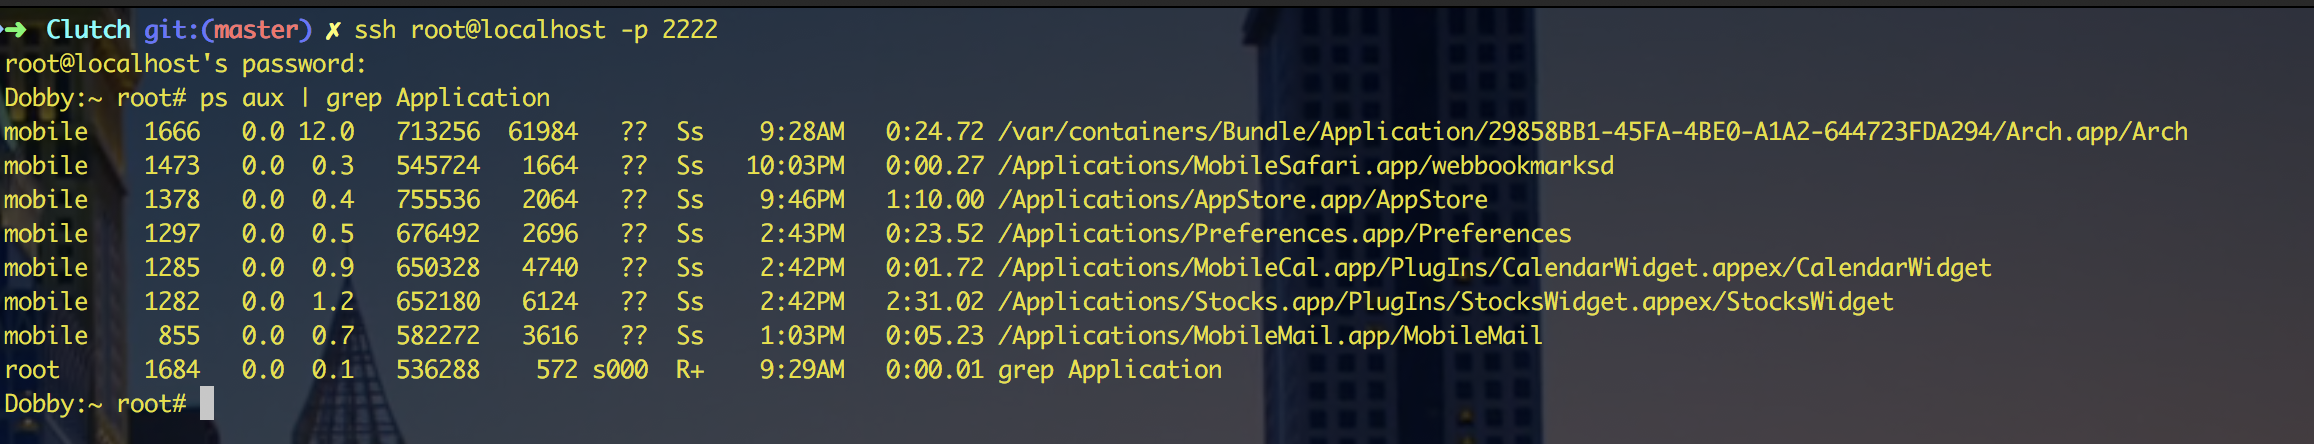 ➜ Clutch git:(master) ✗ ssh root@localhost -p 2222
root@localhost's password:
Dobby:~ root# ps aux | grep Application
mobile 1666 0.0 12.0 713256 61984 ?? Ss 9:28AM 0:24.72 /var/containers/Bundle/Application/29858BB1-45FA-4BE0-A1A2-644723FDA294/Arch.app/Arch
mobile 1473 0.0 0.3 545724 1664 ?? Ss 10:03PM 0:00.27 /Applications/MobileSafari.app/webbookmarksd
mobile 1378 0.0 0.4 755536 2064 ?? Ss 9:46PM 1:10.00 /Applications/AppStore.app/AppStore
mobile 1297 0.0 0.5 676492 2696 ?? Ss 2:43PM 0:23.52 /Applications/Preferences.app/Preferences
mobile 1285 0.0 0.9 650328 4740 ?? Ss 2:42PM 0:01.72 /Applications/MobileCal.app/PlugIns/CalendarWidget.appex/CalendarWidget
mobile 1282 0.0 1.2 652180 6124 ?? Ss 2:42PM 2:31.02 /Applications/Stocks.app/PlugIns/StocksWidget.appex/StocksWidget
mobile 855 0.0 0.7 582272 3616 ?? Ss 1:03PM 0:05.23 /Applications/MobileMail.app/MobileMail
root 1684 0.0 0.1 536288 572 s000 R+ 9:29AM 0:00.01 grep Application
Dobby:~ root#